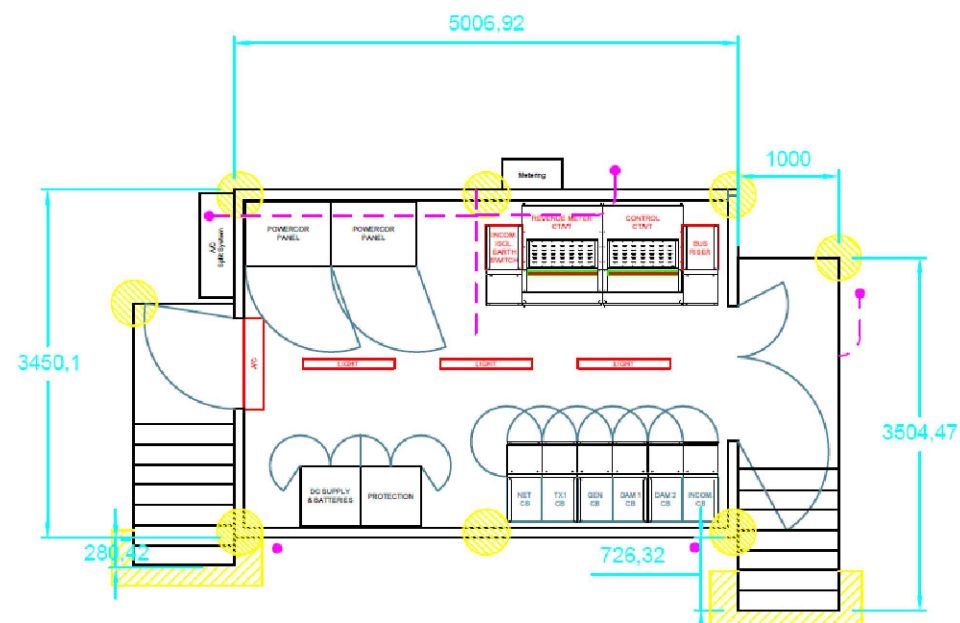 5006,92
1000
Metering
A/C
Split System
POWERCOR
PANEL
POWERCOR
PANEL
REVENUE METER
CT/VT
CONTROL
CT/VT
INCOM.
ISOL.
EARTH
SWITCH
BUS
RISER
3450,1
A/C
LIGHT
LIGHT
LIGHT
3504,47
DC SUPPLY
& BATTERIES
PROTECTION
NET
CB
TX1
CB
GEN
CB
DAM 1
CB
DAM 2
CB
INCOM.
CB
280,42
726,32